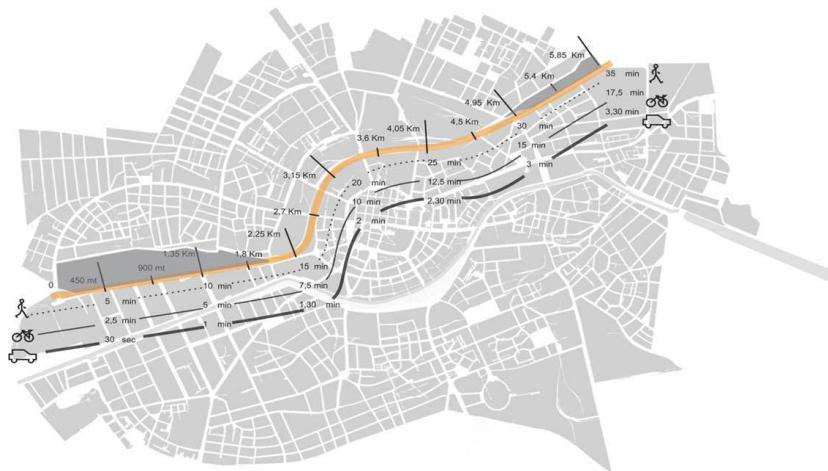 0
450 mt
900 mt
1,35 Km
1,8 Km
2,25 Km
2,7 Km
3,15 Km
3,6 Km
4,05 Km
4,5 Km
4,95 Km
5,4 Km
5,85 Km
5 min
10 min
15 min
20 min
25 min
30 min
35 min
2,5 min
5 min
7,5 min
10 min
12,5 min
15 min
17,5 min
30 sec
1 min
1,30 min
2 min
2,30 min
3 min
3,30 min